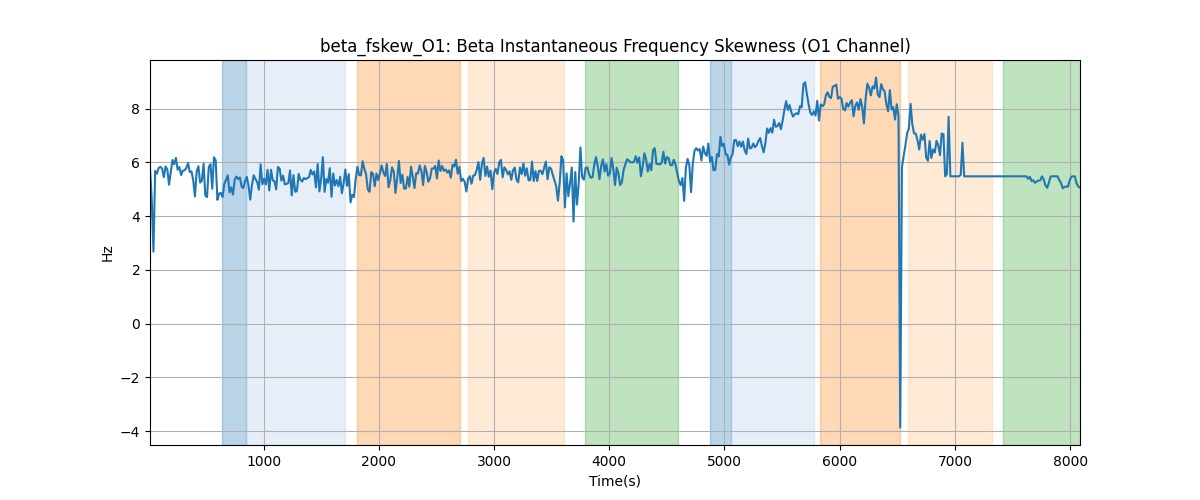 beta_fskew_O1: Beta Instantaneous Frequency Skewness (O1 Channel)
8
6
4
2
0
−2
−4
Hz
1000 2000 3000 4000 5000 6000 7000 8000
Time(s)